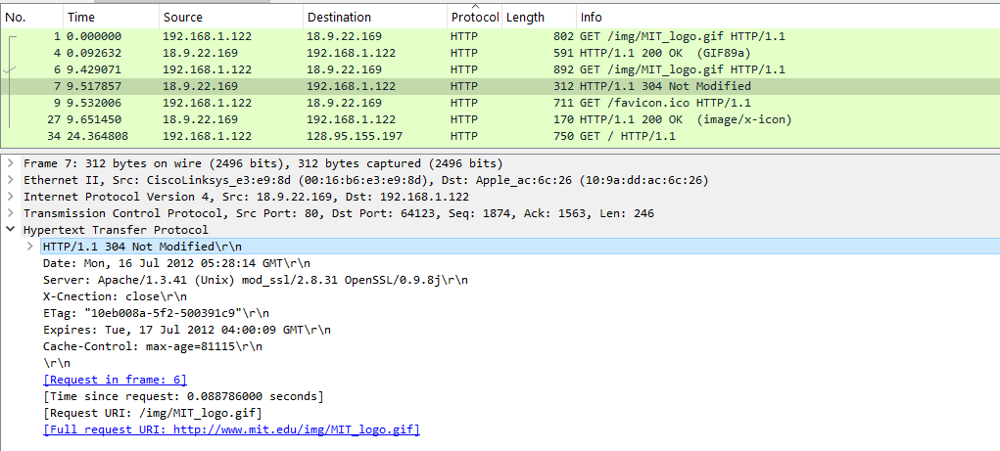 No. Time Source Destination Protocol Length Info
1 0.000000 192.168.1.122 18.9.22.169 HTTP 802 GET /img/MIT_logo.gif HTTP/1.1
4 0.092632 18.9.22.169 192.168.1.122 HTTP 591 HTTP/1.1 200 OK (GIF89a)
6 9.429071 192.168.1.122 18.9.22.169 HTTP 892 GET /img/MIT_logo.gif HTTP/1.1
7 9.517857 18.9.22.169 192.168.1.122 HTTP 312 HTTP/1.1 304 Not Modified
9 9.532006 192.168.1.122 18.9.22.169 HTTP 711 GET /favicon.ico HTTP/1.1
27 9.651450 18.9.22.169 192.168.1.122 HTTP 170 HTTP/1.1 200 OK (image/x-icon)
34 24.364808 192.168.1.122 128.95.155.197 HTTP 750 GET / HTTP/1.1
Frame 7: 312 bytes on wire (2496 bits), 312 bytes captured (2496 bits)
Ethernet II, Src: CiscoLinksys_e3:e9:8d (00:16:b6:e3:e9:8d), Dst: Apple_ac:6c:26 (10:9a:dd:ac:6c:26)
Internet Protocol Version 4, Src: 18.9.22.169, Dst: 192.168.1.122
Transmission Control Protocol, Src Port: 80, Dst Port: 64123, Seq: 1874, Ack: 1563, Len: 246
Hypertext Transfer Protocol
HTTP/1.1 304 Not Modified\r\n
Date: Mon, 16 Jul 2012 05:28:14 GMT\r\n
Server: Apache/1.3.41 (Unix) mod_ssl/2.8.31 OpenSSL/0.9.8j\r\n
X-Cnection: close\r\n
ETag: "10eb008a-5f2-500391c9"\r\n
Expires: Tue, 17 Jul 2012 04:00:09 GMT\r\n
Cache-Control: max-age=81115\r\n
\r\n
[Request in frame: 6]
[Time since request: 0.088786000 seconds]
[Request URI: /img/MIT_logo.gif]
[Full request URI: http://www.mit.edu/img/MIT_logo.gif]